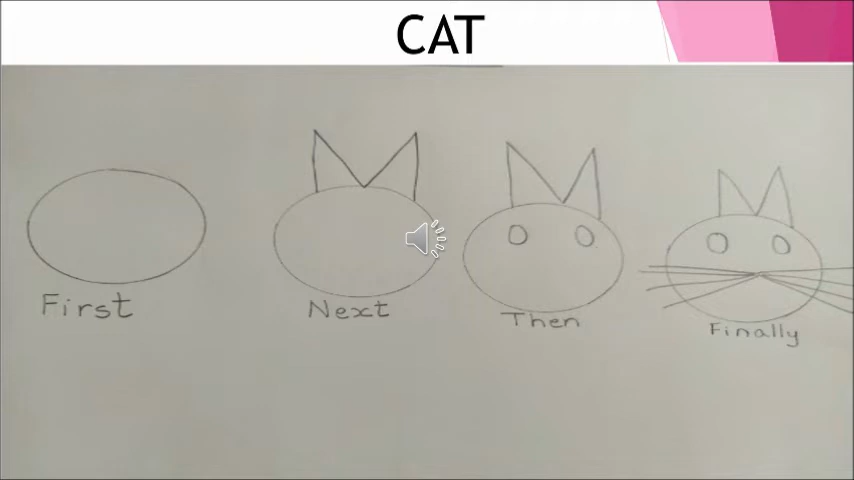 CAT
First
Next
Then
Finally